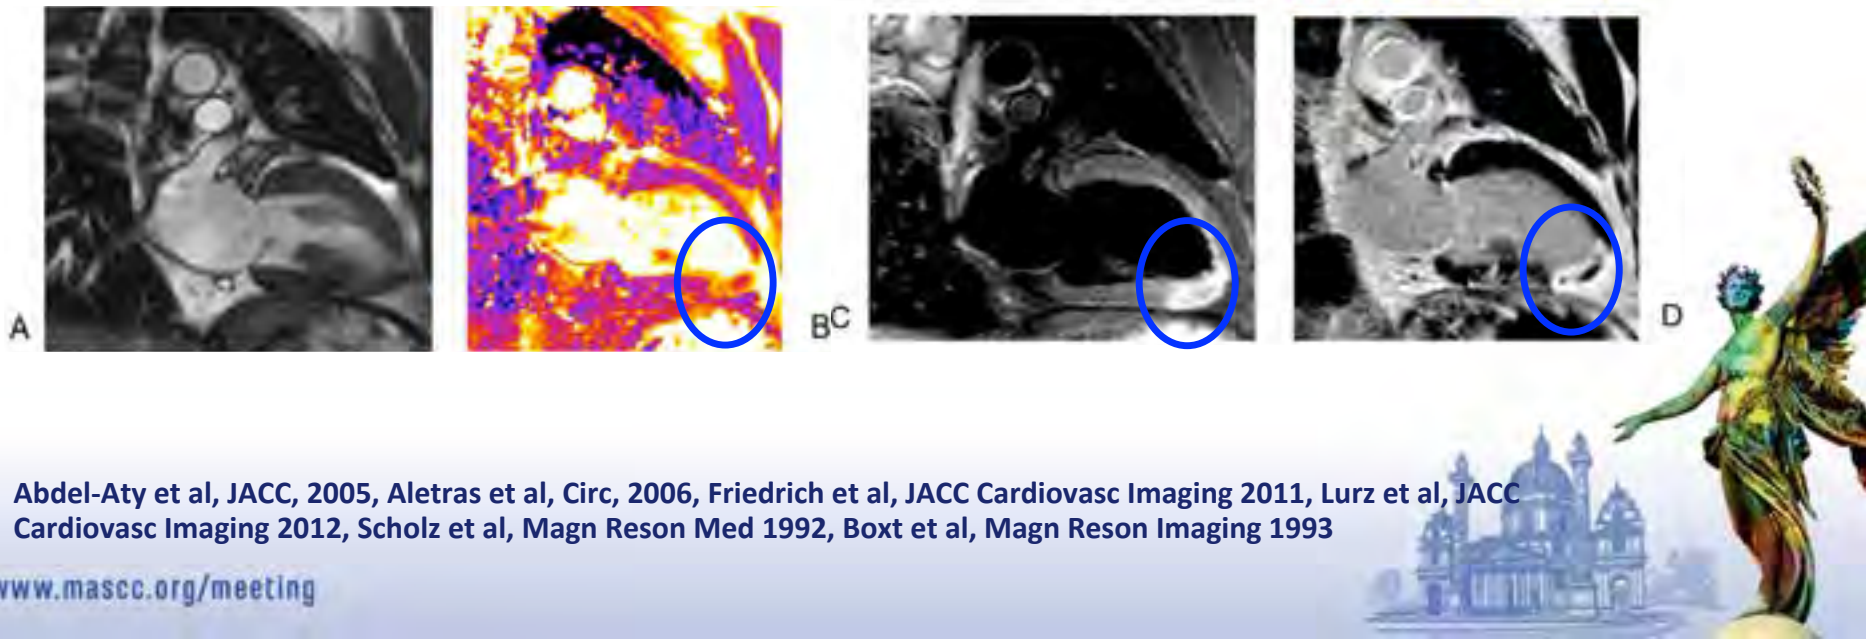 A
B
C
D
Abdel-Aty et al, JACC, 2005, Aletras et al, Circ, 2006, Friedrich et al, JACC Cardiovasc Imaging 2011, Lurz et al, JACC
Cardiovasc Imaging 2012, Scholz et al, Magn Reson Med 1992, Boxt et al, Magn Reson Imaging 1993
www.mascc.org/meeting